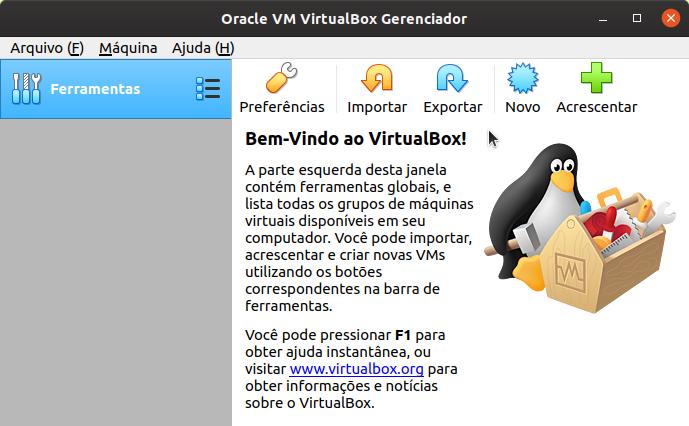 Oracle VM VirtualBox Gerenciador
Arquivo (F) Máquina Ajuda (H)
Ferramentas
Preferências Importar Exportar Novo Acrescentar
Bem-Vindo ao VirtualBox!
A parte esquerda desta janela
contém ferramentas globais, e
lista todas os grupos de máquinas
virtuais disponíveis em seu
computador. Você pode importar,
acrescentar e criar novas VMs
utilizando os botões
correspondentes na barra de
ferramentas.
Você pode pressionar F1 para
obter ajuda instantânea, ou
visitar www.virtualbox.org para
obter informações e notícias
sobre o VirtualBox.